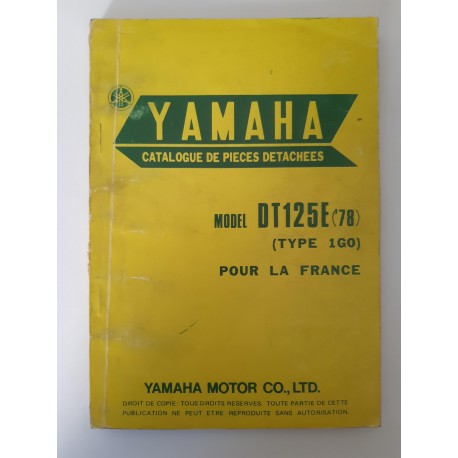 YAMAHA
CATALOGUE DE PIECES DETACHEES
MODEL DT125E('78)
(TYPE 1G0)
POUR LA FRANCE
YAMAHA MOTOR CO., LTD.
DROIT DE COPIE: TOUS DROITS RESERVES. TOUTE PARTIE DE CETTE
PUBLICATION NE PEUT ETRE REPRODUITE SANS AUTORISATION.